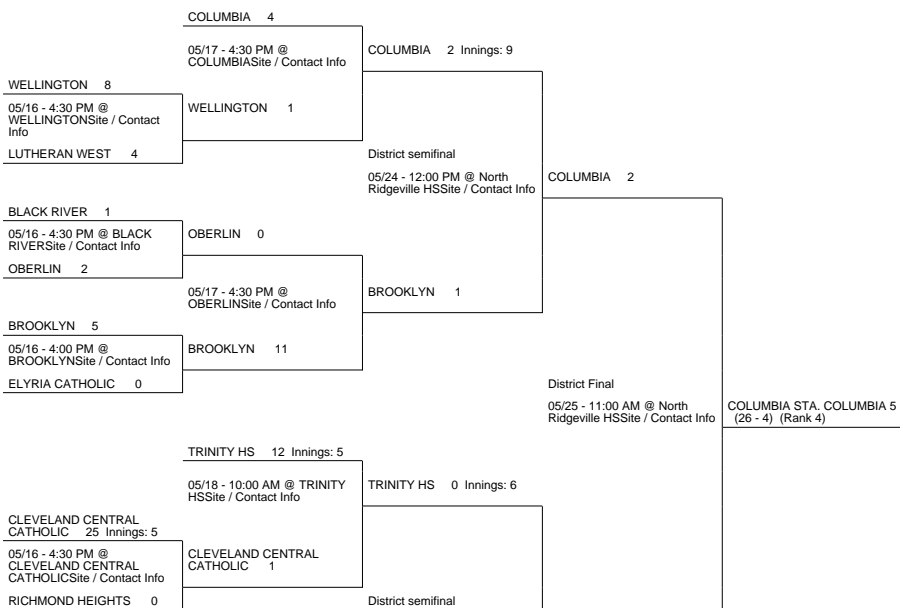 COLUMBIA 4
05/17 - 4:30 PM @
COLUMBIASite / Contact Info
COLUMBIA 2 Innings: 9
WELLINGTON 8
05/16 - 4:30 PM @
WELLINGTONSite / Contact
Info
WELLINGTON 1
LUTHERAN WEST 4
District semifinal
05/24 - 12:00 PM @ North
Ridgeville HSSite / Contact Info
COLUMBIA 2
BLACK RIVER 1
05/16 - 4:30 PM @ BLACK
RIVERSite / Contact Info
OBERLIN 0
OBERLIN 2
05/17 - 4:30 PM @
OBERLINSite / Contact Info
BROOKLYN 1
BROOKLYN 5
05/16 - 4:00 PM @
BROOKLYNSite / Contact Info
BROOKLYN 11
ELYRIA CATHOLIC 0
District Final
05/25 - 11:00 AM @ North
Ridgeville HSSite / Contact Info
COLUMBIA STA. COLUMBIA 5
(26 - 4) (Rank 4)
TRINITY HS 12 Innings: 5
05/18 - 10:00 AM @ TRINITY
HSSite / Contact Info
TRINITY HS 0 Innings: 6
CLEVELAND CENTRAL
CATHOLIC 25 Innings: 5
05/16 - 4:30 PM @
CLEVELAND CENTRAL
CATHOLICSite / Contact Info
CLEVELAND CENTRAL
CATHOLIC 1
RICHMOND HEIGHTS 0
District semifinal